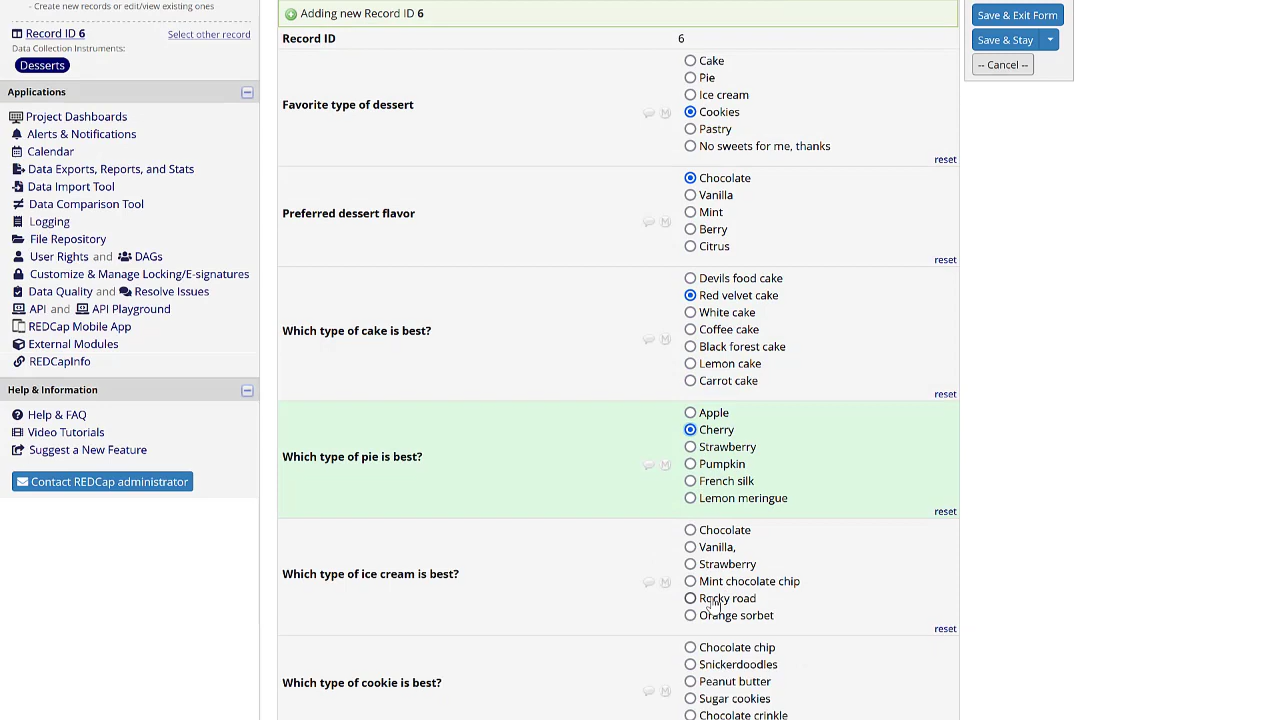 - Create new records or edit/view existing ones
Record ID 6
Select other record
Data Collection Instruments:
Desserts
Applications
Project Dashboards
Alerts & Notifications
Calendar
Data Exports, Reports, and Stats
Data Import Tool
Data Comparison Tool
Logging
File Repository
User Rights and DAGs
Customize & Manage Locking/E-signatures
Data Quality and Resolve Issues
API and API Playground
REDCap Mobile App
External Modules
REDCapInfo
Help & Information
Help & FAQ
Video Tutorials
Suggest a New Feature
Contact REDCap administrator
Adding new Record ID 6
Record ID
6
Favorite type of dessert
Cake
Pie
Ice cream
Cookies
Pastry
No sweets for me, thanks
reset
Preferred dessert flavor
Chocolate
Vanilla
Mint
Berry
Citrus
reset
Which type of cake is best?
Devils food cake
Red velvet cake
White cake
Coffee cake
Black forest cake
Lemon cake
Carrot cake
reset
Which type of pie is best?
Apple
Cherry
Strawberry
Pumpkin
French silk
Lemon meringue
reset
Which type of ice cream is best?
Chocolate
Vanilla,
Strawberry
Mint chocolate chip
Rocky road
Orange sorbet
reset
Which type of cookie is best?
Chocolate chip
Snickerdoodles
Peanut butter
Sugar cookies
Chocolate crinkle
Save & Exit Form
Save & Stay
-- Cancel --